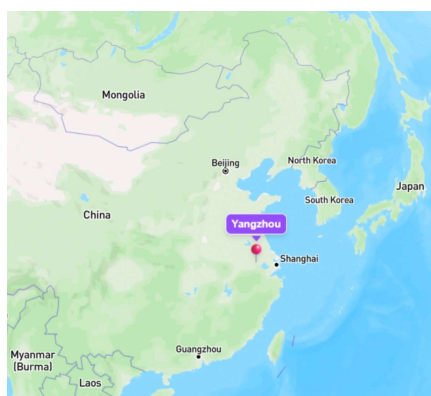 Mongolia
Beijing
North Korea
Japan
South Korea
China
Yangzhou
Shanghai
Guangzhou
Myanmar
(Burma)
Laos